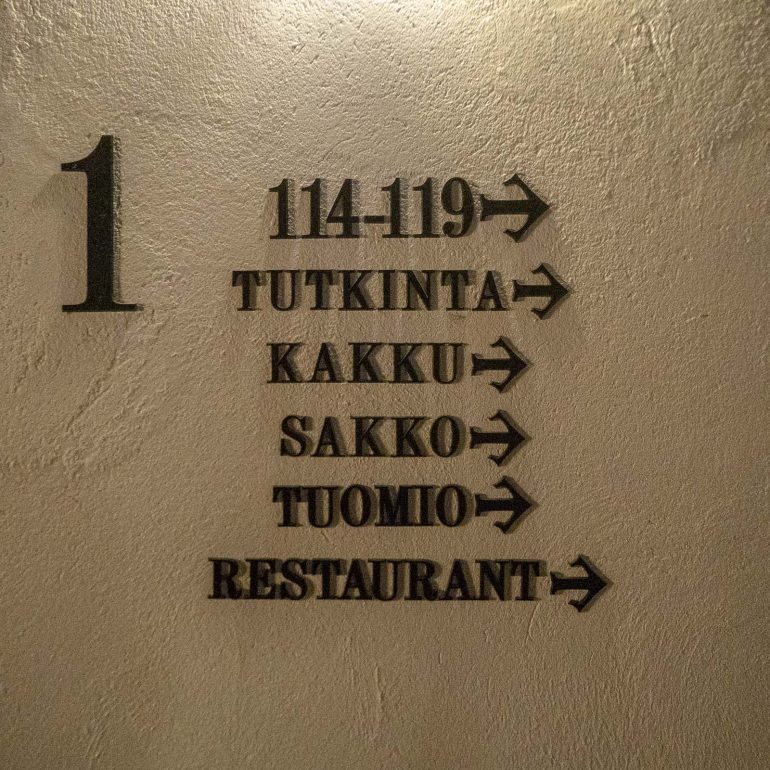 1
114-119 →
TUTKINTA →
KAKKU →
SAKKO →
TUOMIO →
RESTAURANT →